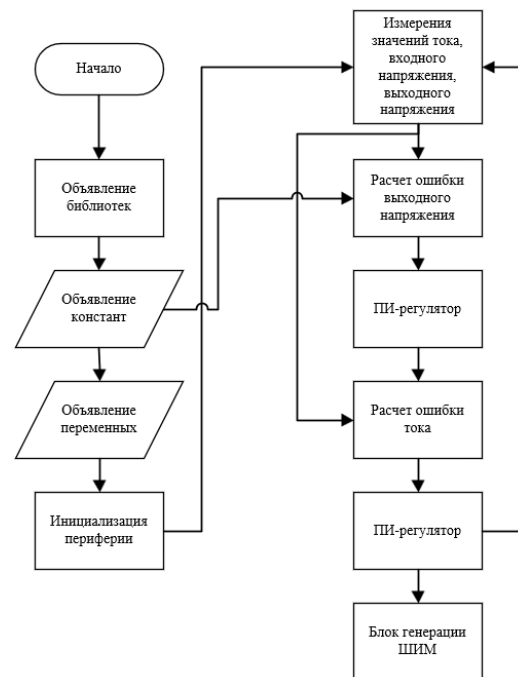 Начало
Объявление
библиотек
Объявление
констант
Объявление
переменных
Инициализация
периферии
Измерения
значений тока,
входного
напряжения,
выходного
напряжения
Расчет ошибки
выходного
напряжения
ПИ-регулятор
Расчет ошибки
тока
ПИ-регулятор
Блок генерации
ШИМ